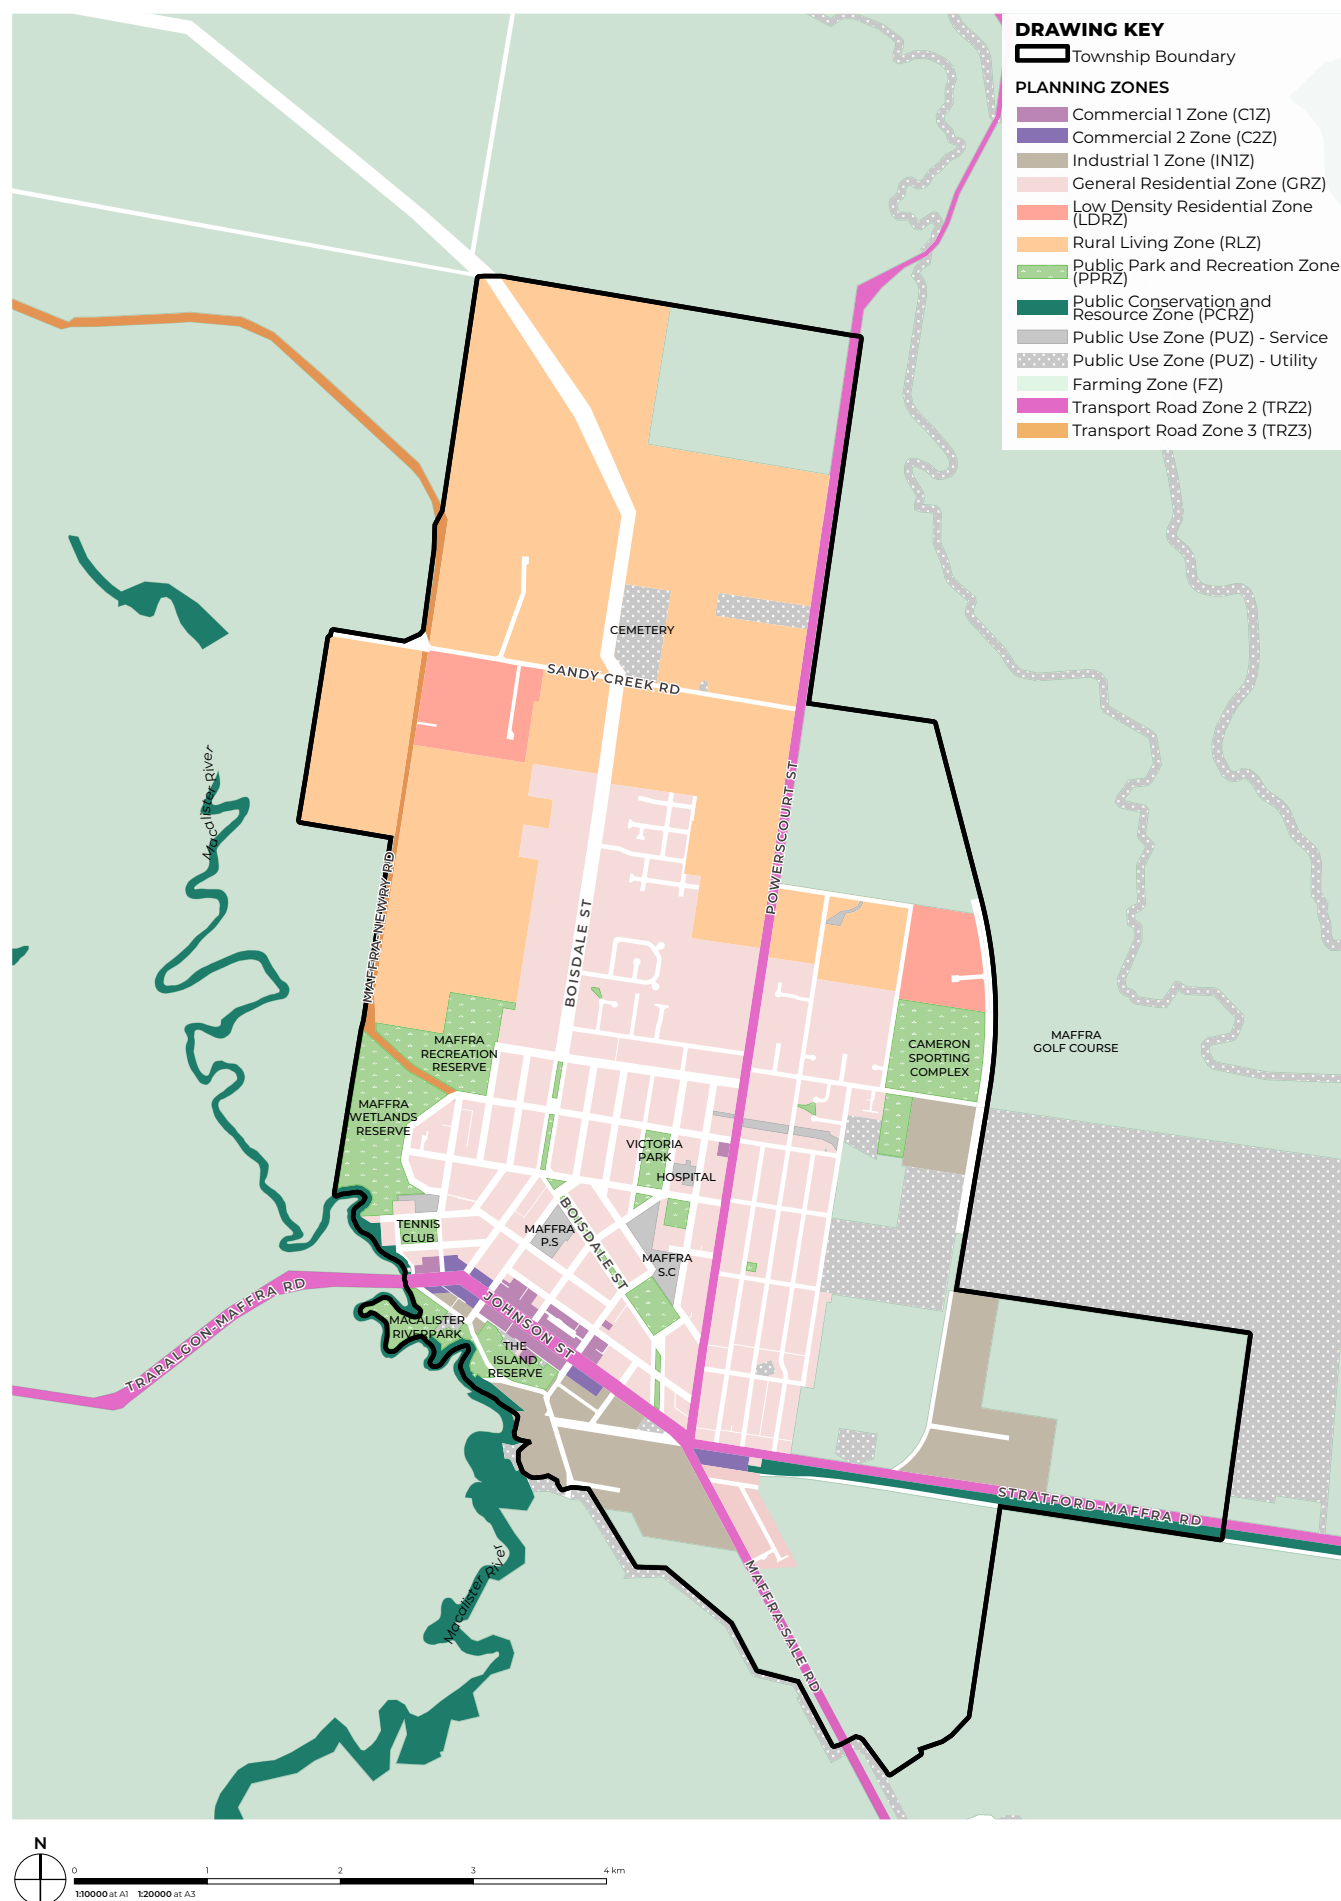 DRAWING KEY
Township Boundary
PLANNING ZONES
Commercial 1 Zone (C1Z)
Commercial 2 Zone (C2Z)
Industrial 1 Zone (IN1Z)
General Residential Zone (GRZ)
Low Density Residential Zone
(LDRZ)
Rural Living Zone (RLZ)
Public Park and Recreation Zone
(PPRZ)
Public Conservation and
Resource Zone (PCRZ)
Public Use Zone (PUZ) - Service
Public Use Zone (PUZ) - Utility
Farming Zone (FZ)
Transport Road Zone 2 (TRZ2)
Transport Road Zone 3 (TRZ3)
CEMETERY
SANDY CREEK RD
Macalister River
POWERSCOURT ST
MAFFRA-NEWRY RD
BOISDALE ST
MAFFRA
RECREATION
RESERVE
CAMERON
SPORTING
COMPLEX
MAFFRA
GOLF COURSE
MAFFRA
WETLANDS
RESERVE
VICTORIA
PARK
HOSPITAL
TENNIS
CLUB
MAFFRA
P.S
BOISDALE ST
MAFFRA
S.C
TRARALGON-MAFFRA RD
JOHNSON ST
MACALISTER
RIVERPARK
THE
ISLAND
RESERVE
STRATFORD-MAFFRA RD
Macalister River
MAFFRA-SALE RD
N
0 1 2 3 4 km
1:10000 at A1 1:20000 at A3